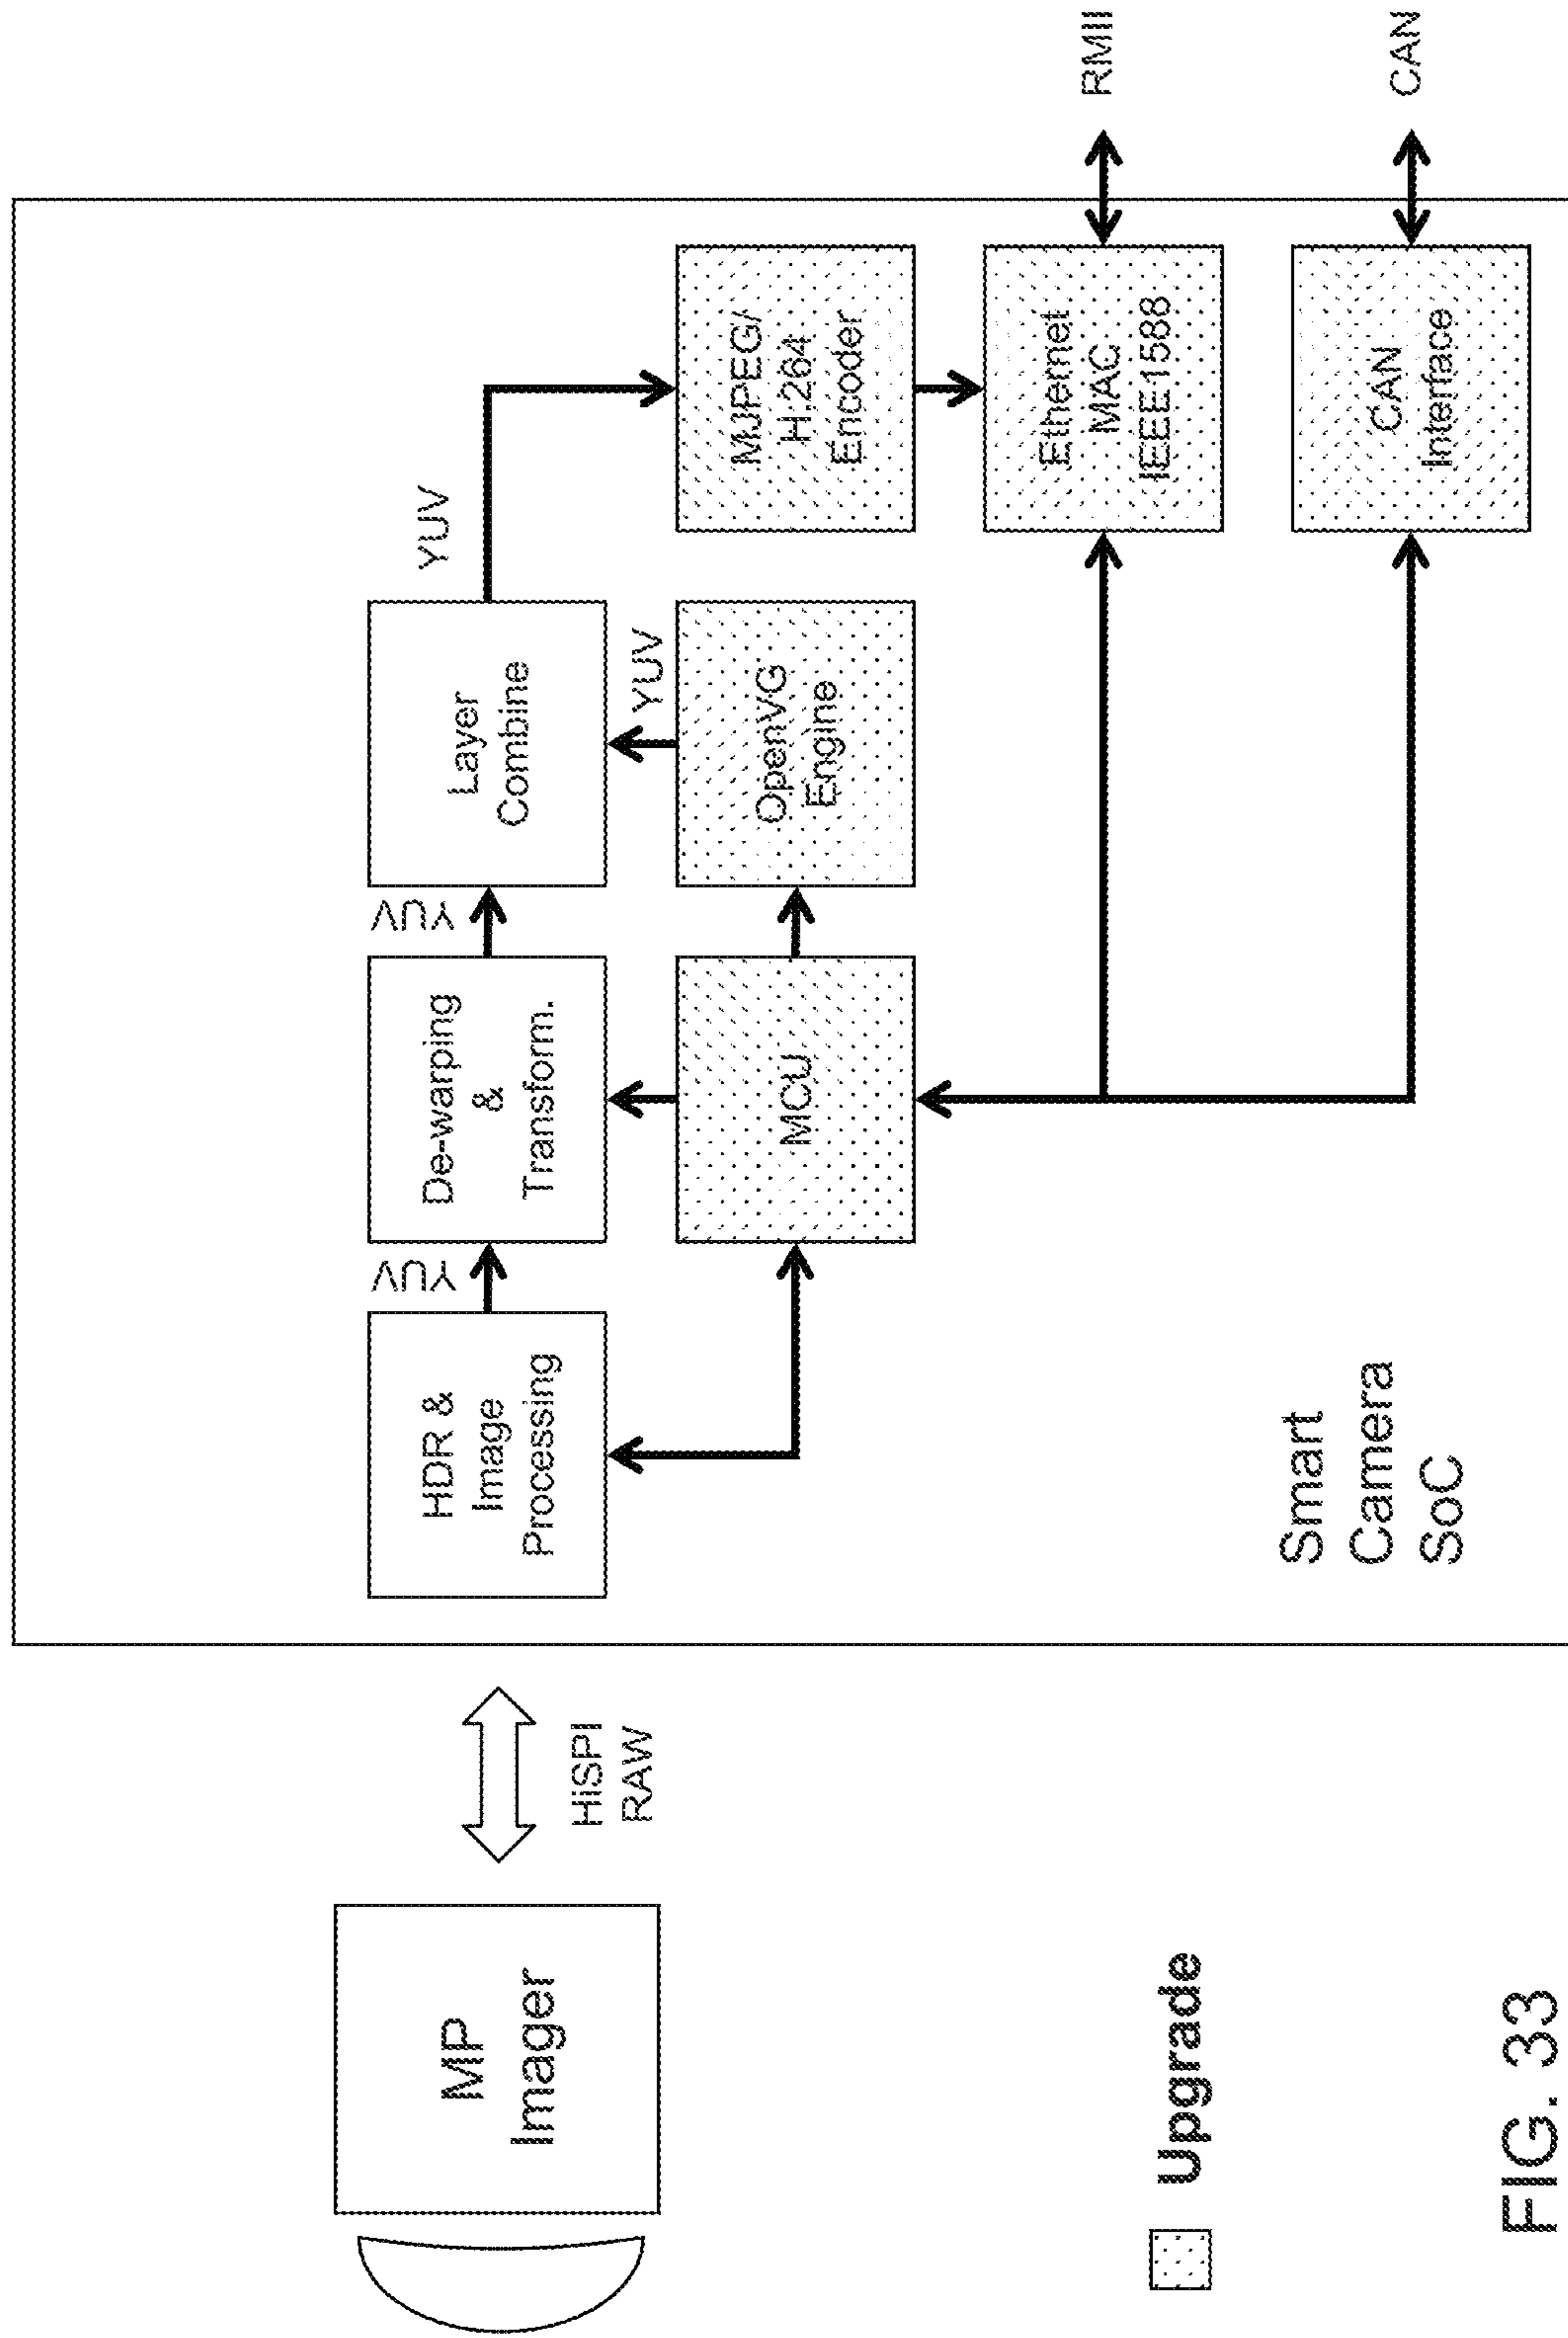 MP
Imager
HiSPI
RAW
HDR &
Image
Processing
YUV
De-warping
&
Transform.
YUV
Layer
Combine
YUV
MCU
OpenVG
Engine
YUV
MJPEG/
H.264
Encoder
Ethernet
MAC
IEEE1588
RMII
CAN
Interface
CAN
Smart
Camera
SoC
Upgrade
FIG. 33